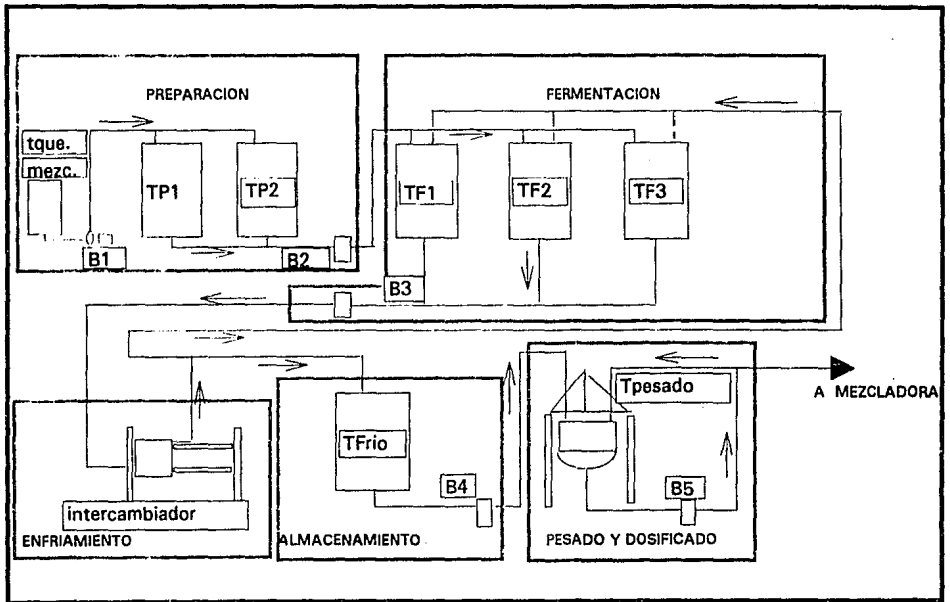 PREPARACION
tque.
mezc.
TP1
TP2
B1
B2
FERMENTACION
TF1
TF2
TF3
B3
intercambiador
ENFRIAMIENTO
TFrio
B4
ALMACENAMIENTO
Tpesado
B5
PESADO Y DOSIFICADO
A MEZCLADORA